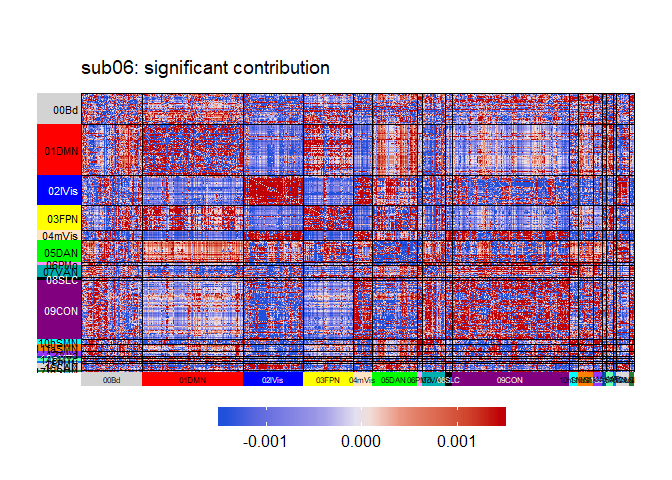 sub06: significant contribution
00Bd
01DMN
02lVis
03FPN
04mVis
05DAN
07VAN
08SLC
09CON
00Bd
01DMN
02lVis
03FPN
04mVis
05DAN
08SLC
09CON
-0.001
0.000
0.001